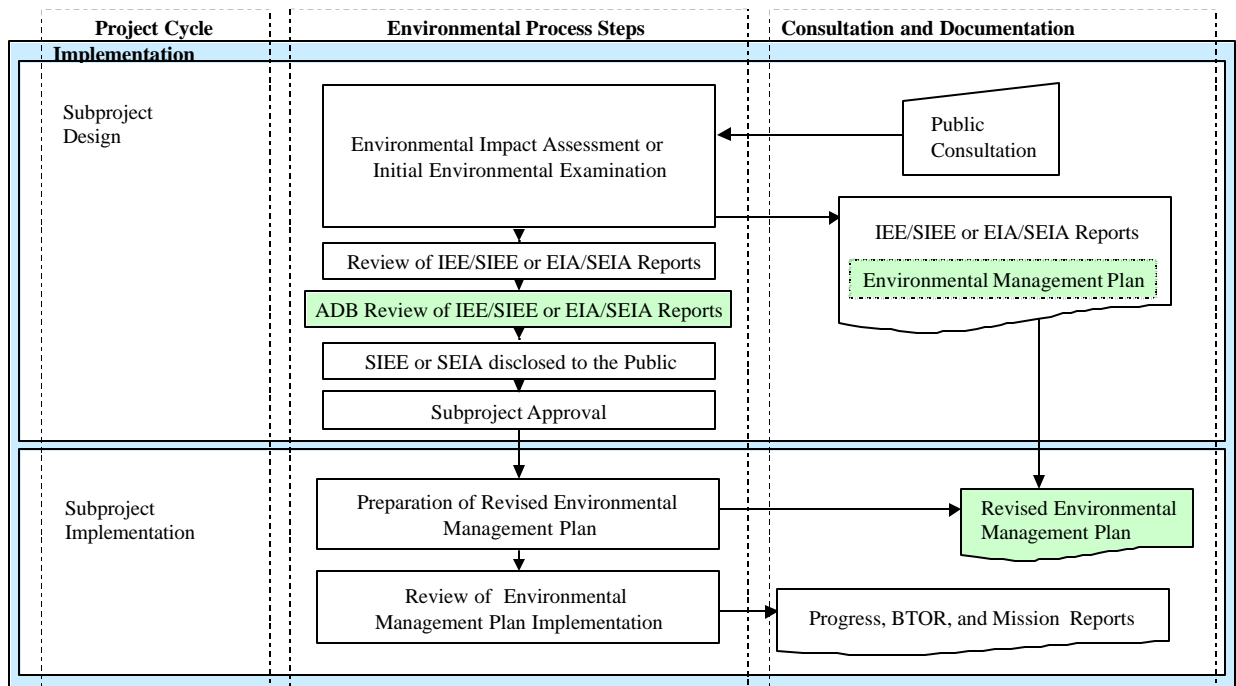 Project Cycle
Environmental Process Steps
Consultation and Documentation
Implementation
Subproject
Design
Environmental Impact Assessment or
Initial Environmental Examination
Public
Consultation
IEE/SIEE or EIA/SEIA Reports
Environmental Management Plan
Review of IEE/SIEE or EIA/SEIA Reports
ADB Review of IEE/SIEE or EIA/SEIA Reports
SIEE or SEIA disclosed to the Public
Subproject Approval
Subproject
Implementation
Preparation of Revised Environmental
Management Plan
Revised Environmental
Management Plan
Review of Environmental
Management Plan Implementation
Progress, BTOR, and Mission Reports